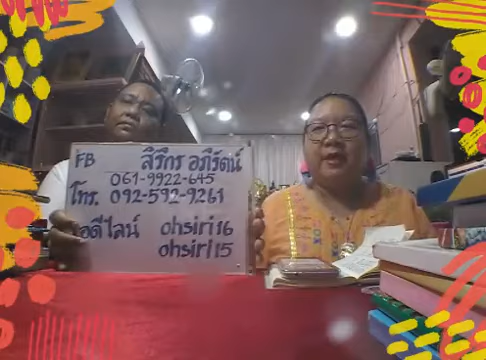 FB สิริกร อภิรัตน์
061-9922-645
โทร. 092-592-9261
อดีไลน์ ohsiri16
ohsiri15